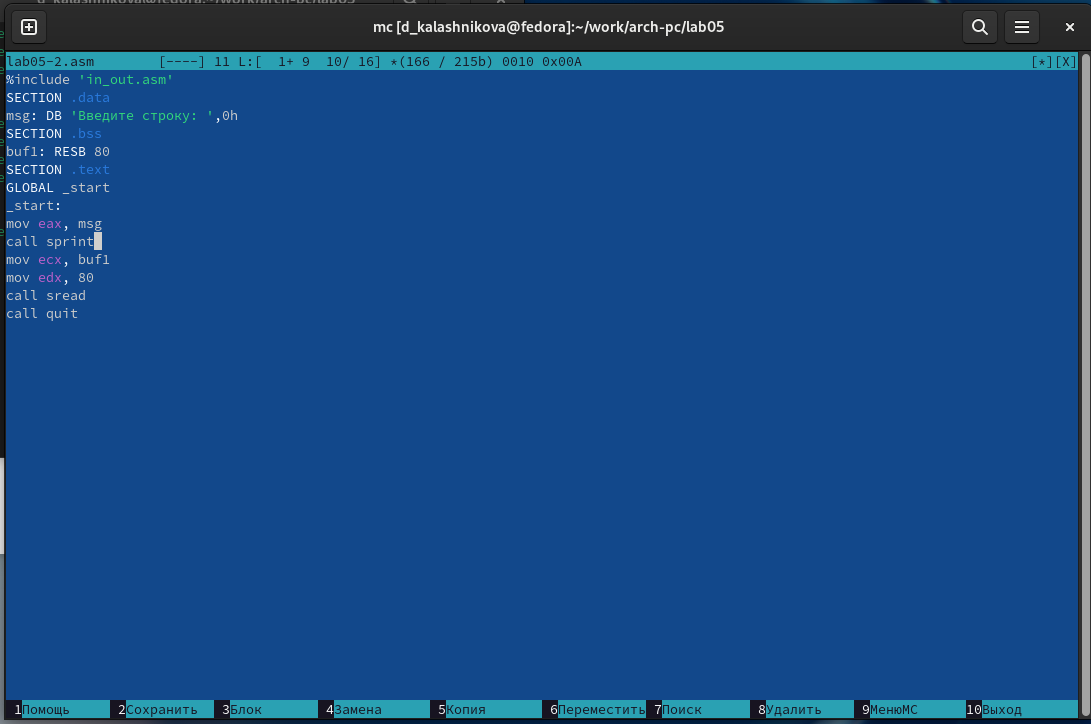 mc [d_kalashnikova@fedora]:~/work/arch-pc/lab05
lab05-2.asm [----] 11 L:[ 1+ 9 10/ 16] *(166 / 215b) 0010 0x00A [*][X]
%include 'in_out.asm'
SECTION .data
msg: DB 'Введите строку: ',0h
SECTION .bss
buf1: RESB 80
SECTION .text
GLOBAL _start
_start:
mov eax, msg
call sprint
mov ecx, buf1
mov edx, 80
call sread
call quit
1Помощь 2Сохранить 3Блок 4Замена 5Копия 6Переместить 7Поиск 8Удалить 9МенюMC 10Выход